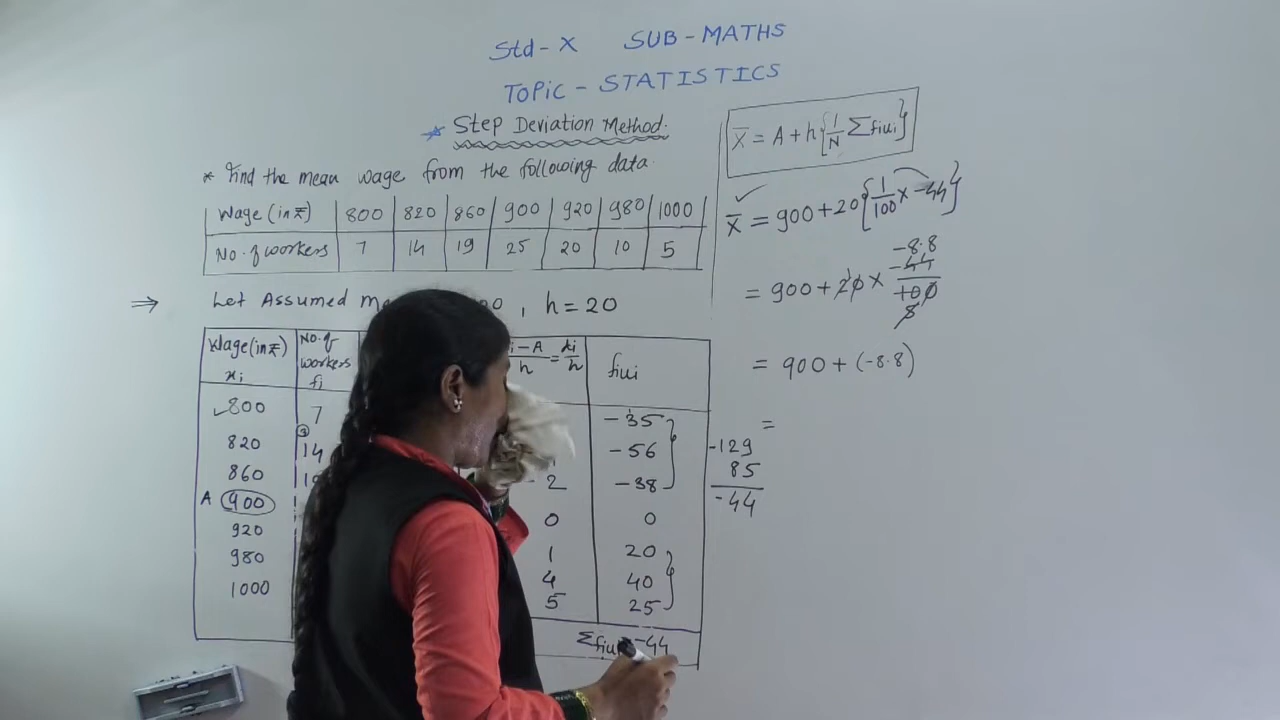 Std - X SUB - MATHS
TOPiC - STATISTICS
* Step Deviation Method.
* Find the mean wage from the following data.
Wage (in ₹) 800 820 860 900 920 980 1000
No. of workers 7 14 19 25 20 10 5
⇒ Let Assumed 00 , h = 20
Wage (in ₹) xi No. of workers fi i - A / h = di / h fiui
800 7 -35
820 14 -56
860 2 -38
A 900 0 0
920 1 20
980 4 40
1000 5 25
Σfiui -44
-129
85
-44
X̄ = A + h { 1/N Σ fiui }
X̄ = 900 + 20 { 1/100 x -44 }
= 900 + 20 x -44 / 100 -8.8
= 900 + (-8.8)
=